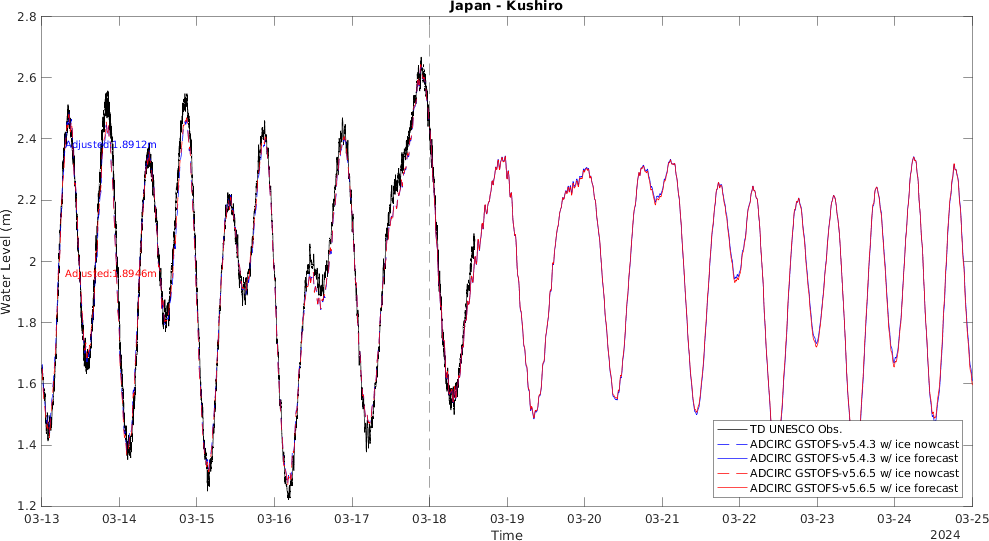 Japan - Kushiro
2.8
2.6
2.4
2.2
2
1.8
1.6
1.4
1.2
Water Level (m)
Adjusted:1.8912m
Adjusted:1.8946m
TD UNESCO Obs.
ADCIRC GSTOFS-v5.4.3 w/ ice nowcast
ADCIRC GSTOFS-v5.4.3 w/ ice forecast
ADCIRC GSTOFS-v5.6.5 w/ ice nowcast
ADCIRC GSTOFS-v5.6.5 w/ ice forecast
03-13 03-14 03-15 03-16 03-17 03-18 03-19 03-20 03-21 03-22 03-23 03-24 03-25
Time
2024